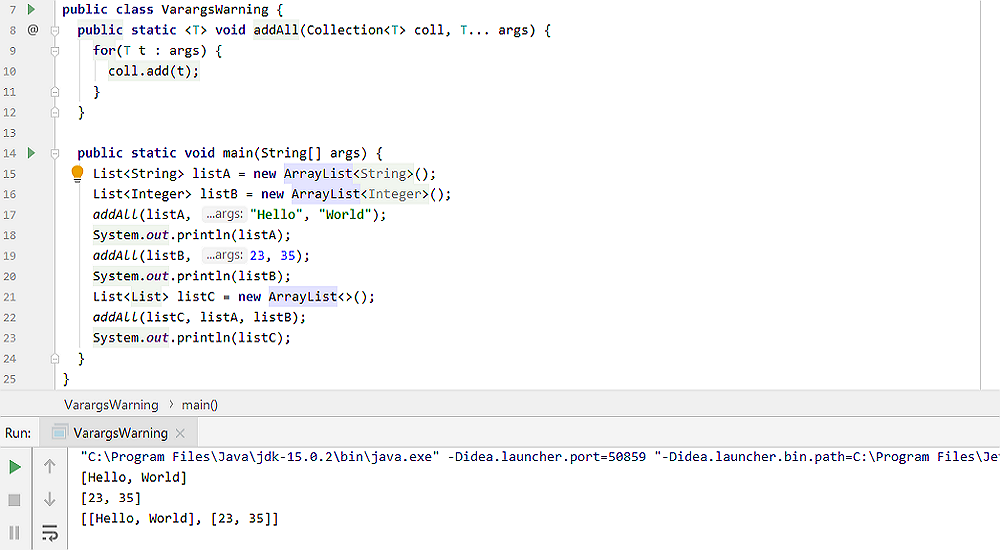 7 public class VarargsWarning {
8 @ public static <T> void addAll(Collection<T> coll, T... args) {
9 for(T t : args) {
10 coll.add(t);
11 }
12 }
13
14 public static void main(String[] args) {
15 List<String> listA = new ArrayList<String>();
16 List<Integer> listB = new ArrayList<Integer>();
17 addAll(listA, ...args: "Hello", "World");
18 System.out.println(listA);
19 addAll(listB, ...args: 23, 35);
20 System.out.println(listB);
21 List<List> listC = new ArrayList<>();
22 addAll(listC, listA, listB);
23 System.out.println(listC);
24 }
25 }
VarargsWarning › main()
Run: VarargsWarning ×
"C:\Program Files\Java\jdk-15.0.2\bin\java.exe" -Didea.launcher.port=50859 "-Didea.launcher.bin.path=C:\Program Files\Je
[Hello, World]
[23, 35]
[[Hello, World], [23, 35]]